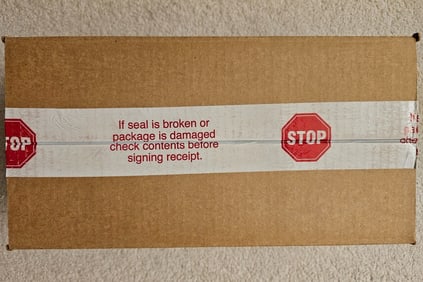 If seal is broken or
package is damaged
check contents before
signing receipt.
STOP